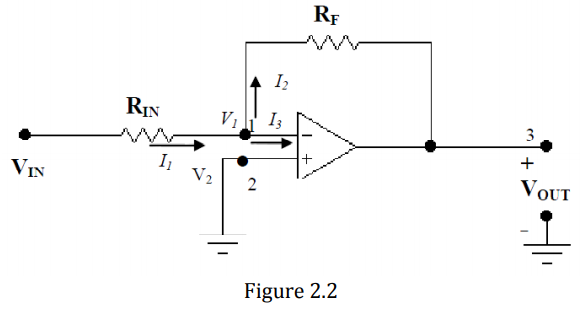 RF
I2
RIN
V1 1 I3
−
3
VIN
I1
V2
+
2
+
VOUT
−
Figure 2.2